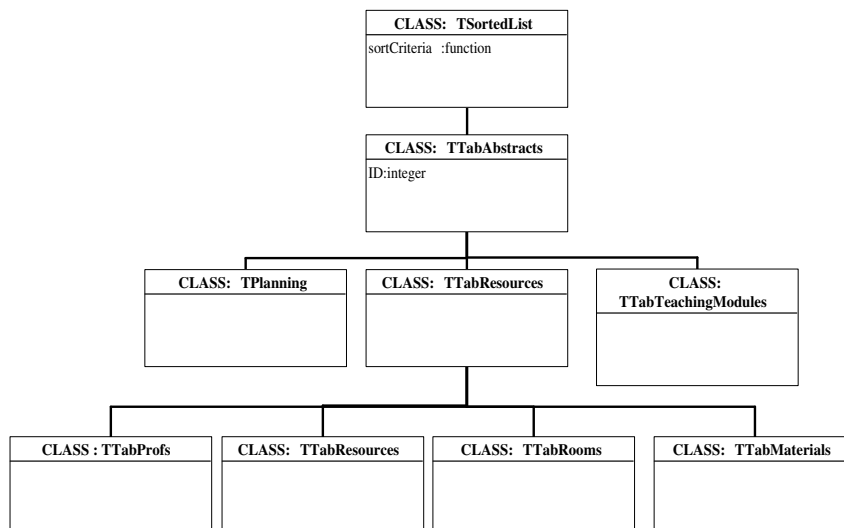 CLASS: TSortedList
sortCriteria :function
CLASS: TTabAbstracts
ID:integer
CLASS: TPlanning
CLASS: TTabResources
CLASS:
TTabTeachingModules
CLASS : TTabProfs
CLASS: TTabResources
CLASS: TTabRooms
CLASS: TTabMaterials